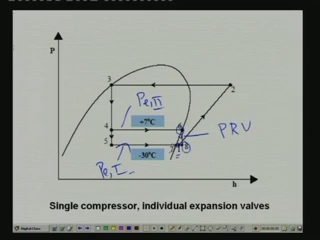 P
3
2
Pe,II
4
+7°C
PRV
5
-30°C
Pe,I
h
Single compressor, individual expansion valves